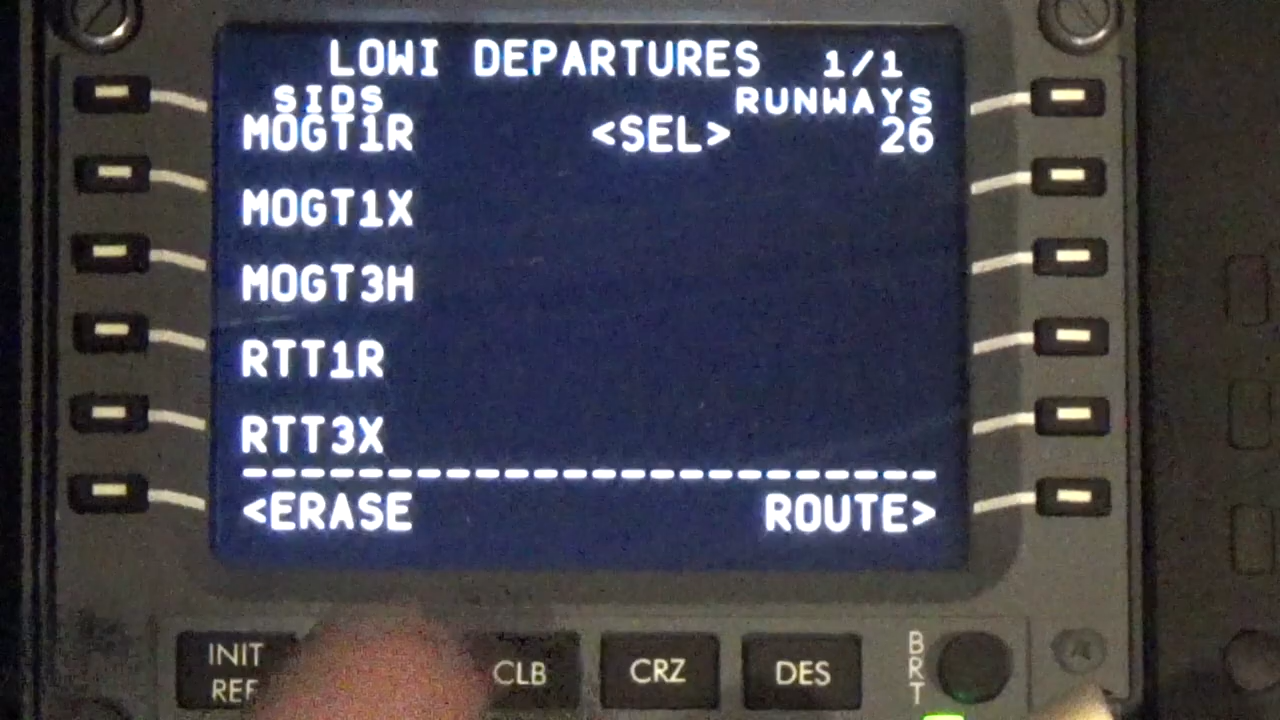 LOWI DEPARTURES 1/1
SIDS RUNWAYS
MOGT1R <SEL> 26
MOGT1X
MOGT3H
RTT1R
RTT3X
------------------------
<ERASE ROUTE>
INIT REF CLB CRZ DES BRT